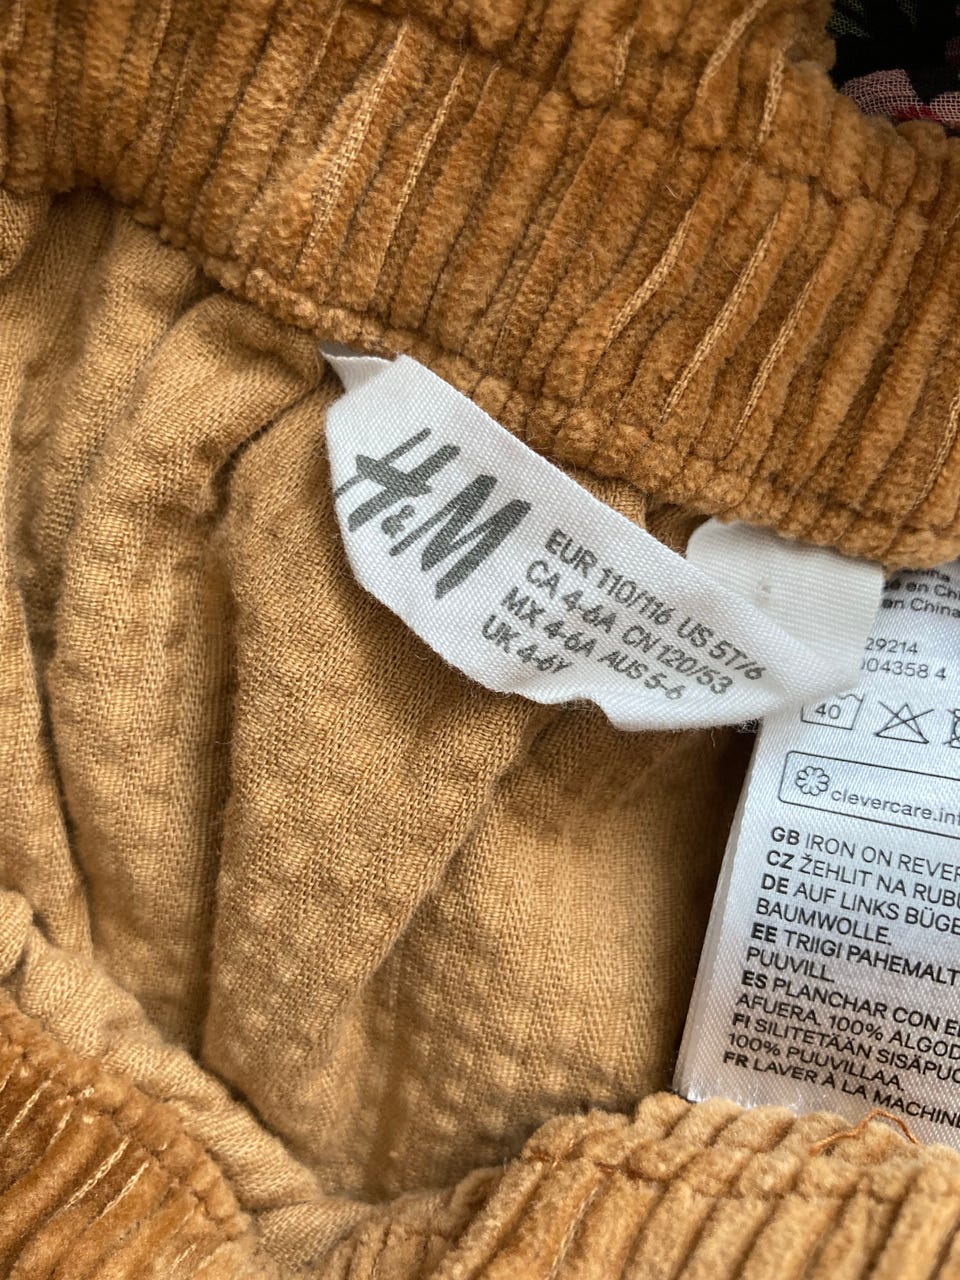 H&M
EUR 110/116 US 5T/6
CA 4-6A CN 120/53
MX 4-6A AUS 5-6
UK 4-6Y
en China
29214
004358 4
40
clevercare.inf
GB IRON ON REVER
CZ ŽEHLIT NA RUBU
DE AUF LINKS BÜGE
BAUMWOLLE.
EE TRIIGI PAHEMALT
PUUVILL.
ES PLANCHAR CON EL
AFUERA. 100% ALGOD
FI SILITETÄÄN SISÄPUO
100% PUUVILLAA.
FR LAVER À LA MACHINE